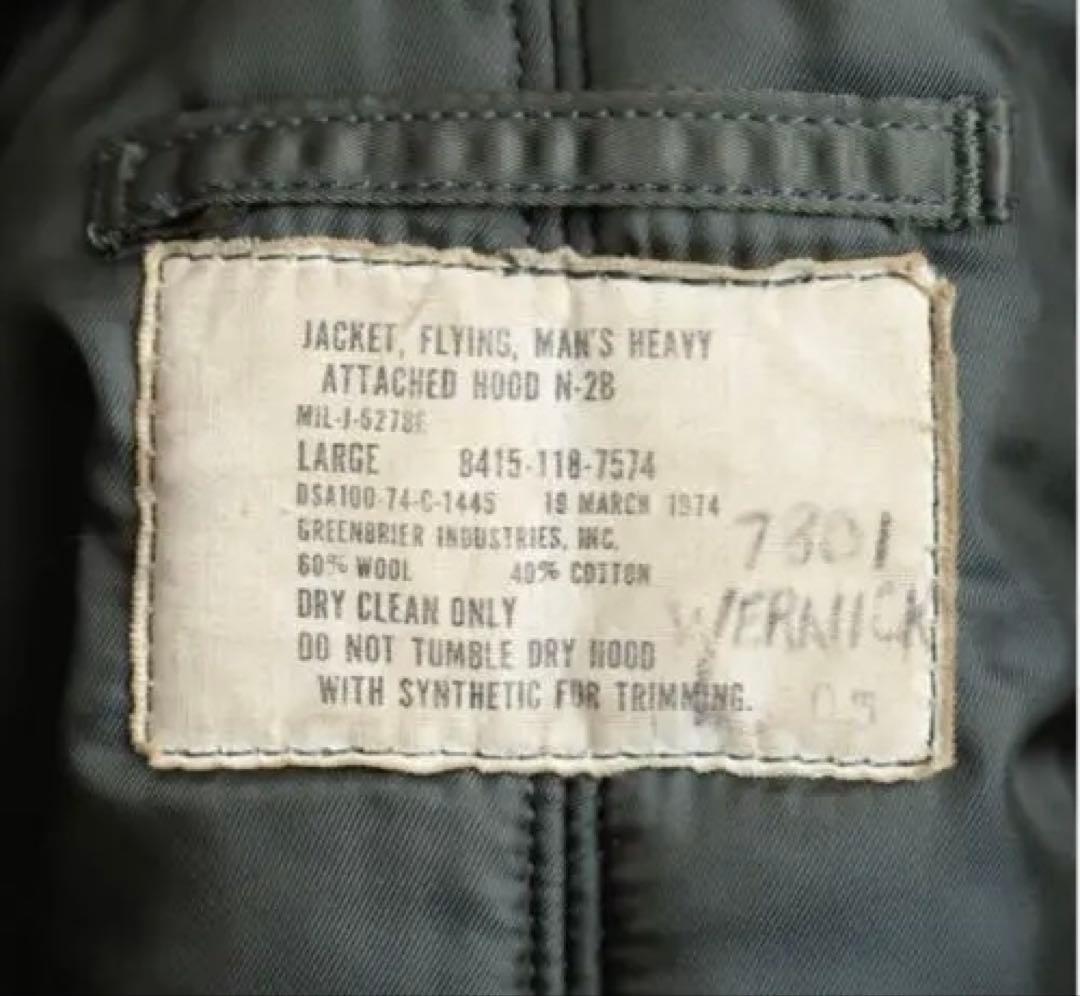 JACKET, FLYING, MAN'S HEAVY
ATTACHED HOOD N-2B
MIL-J-6278F
LARGE 8415-118-7574
DSA100-74-C-1445 19 MARCH 1974
GREENBRIER INDUSTRIES, INC.
60% WOOL 40% COTTON
DRY CLEAN ONLY
DO NOT TUMBLE DRY HOOD
WITH SYNTHETIC FUR TRIMMING.
WERNICK